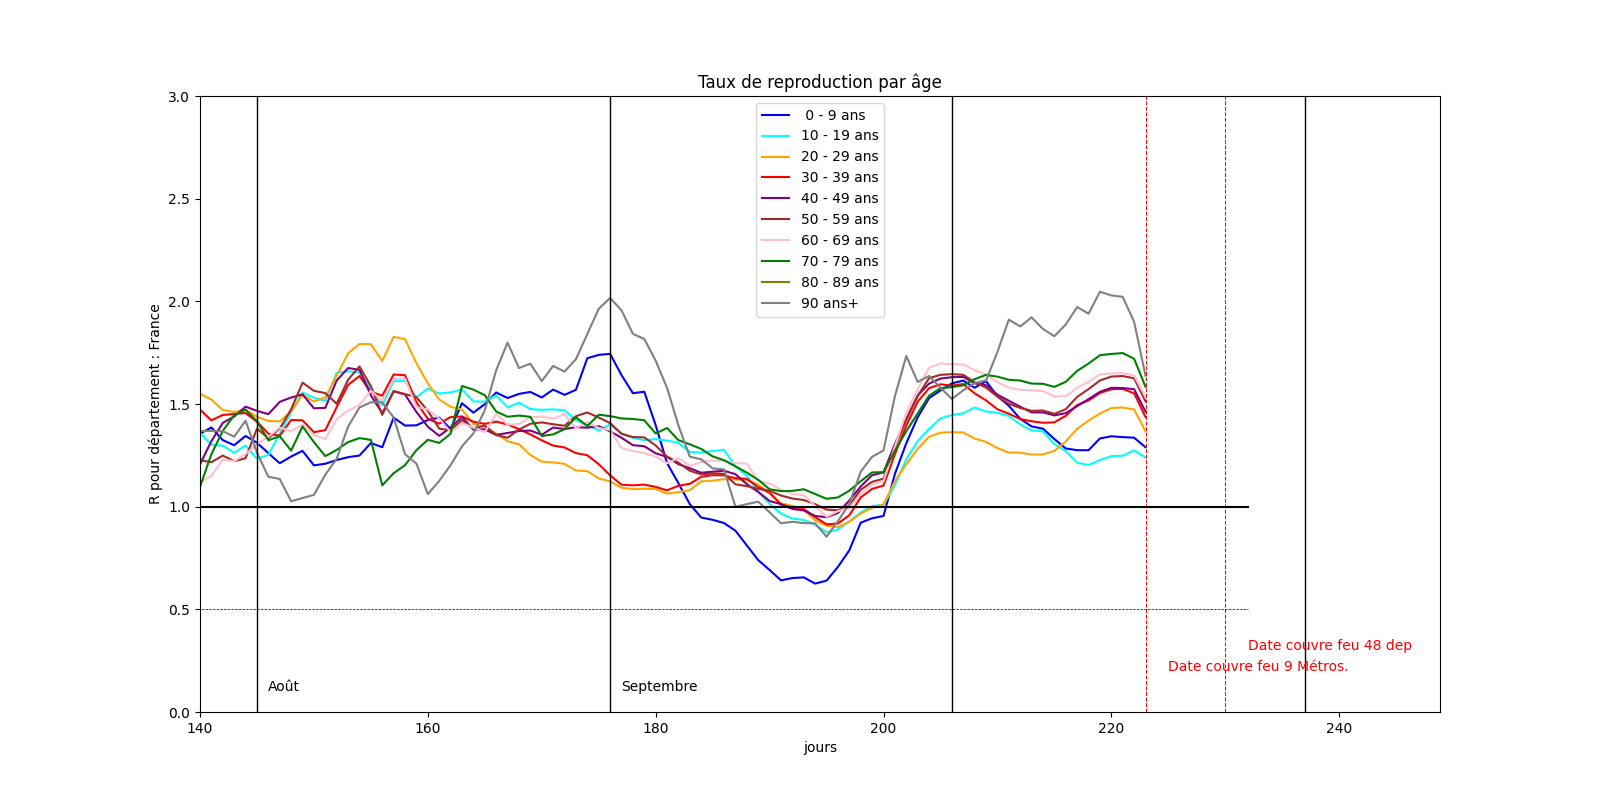 Taux de reproduction par âge
3.0
2.5
2.0
1.5
1.0
0.5
0.0
R pour département : France
0 - 9 ans
10 - 19 ans
20 - 29 ans
30 - 39 ans
40 - 49 ans
50 - 59 ans
60 - 69 ans
70 - 79 ans
80 - 89 ans
90 ans+
Date couvre feu 48 dep
Date couvre feu 9 Métros.
Août
Septembre
140
160
180
200
220
240
jours